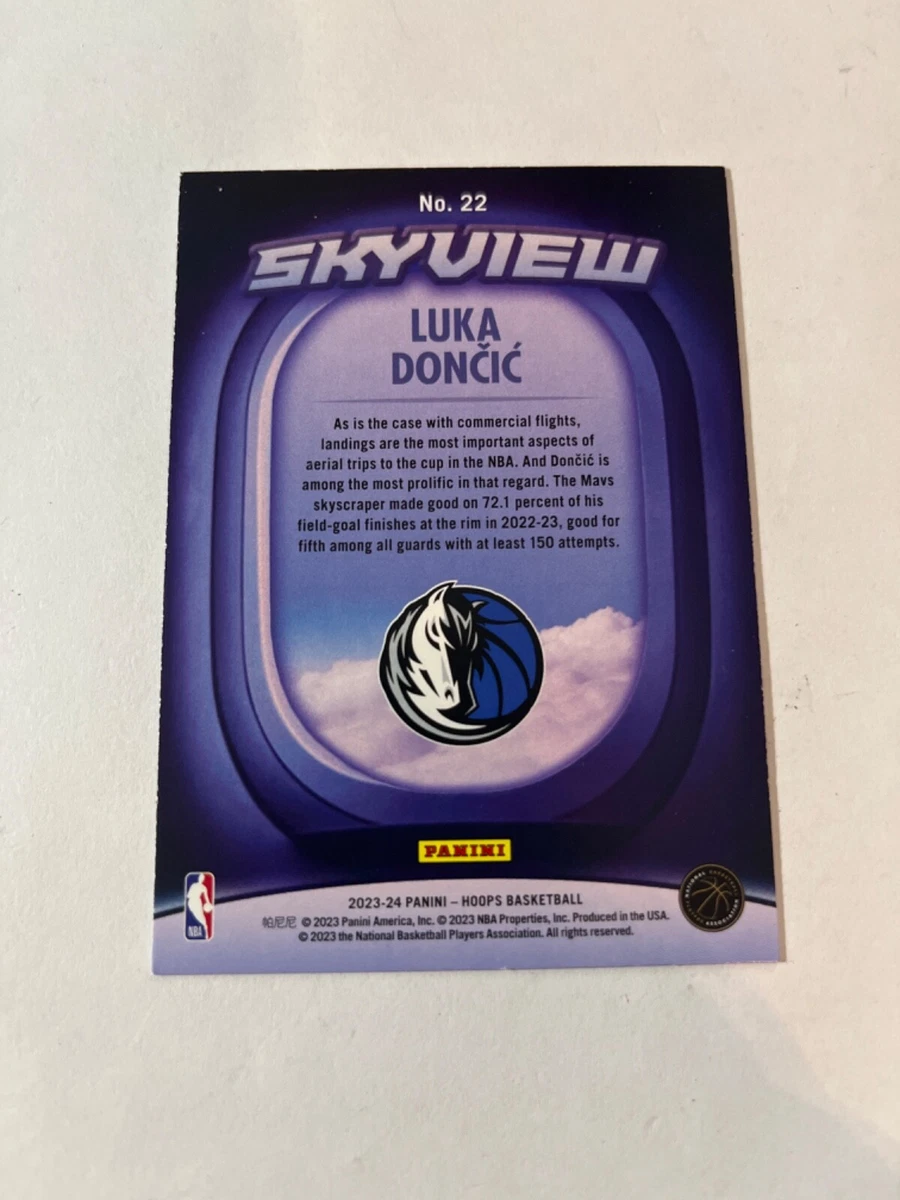 No. 22
SKYVIEW
LUKA
DONČIĆ
As is the case with commercial flights,
landings are the most important aspects of
aerial trips to the cup in the NBA. And Dončić is
among the most prolific in that regard. The Mavs
skyscraper made good on 72.1 percent of his
field-goal finishes at the rim in 2022-23, good for
fifth among all guards with at least 150 attempts.
PANINI
2023-24 PANINI – HOOPS BASKETBALL
帕尼尼 © 2023 Panini America, Inc. © 2023 NBA Properties, Inc. Produced in the USA.
© 2023 the National Basketball Players Association. All rights reserved.
NBA
NATIONAL BASKETBALL
PLAYERS ASSOCIATION